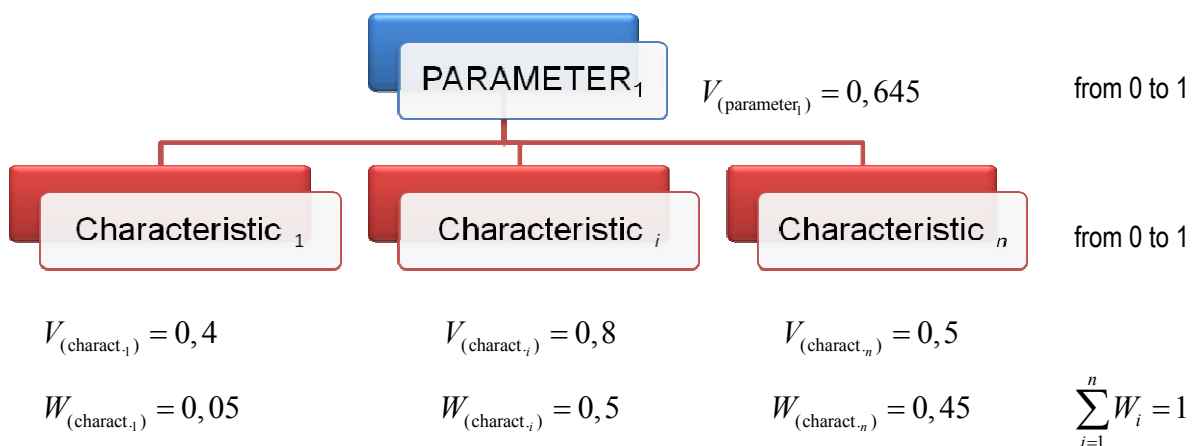 PARAMETER₁
V(parameter₁) = 0,645
from 0 to 1
Characteristic ₁
Characteristic ᵢ
Characteristic ₙ
from 0 to 1
V(charact.₁) = 0,4
V(charact.ᵢ) = 0,8
V(charact.ₙ) = 0,5
W(charact.₁) = 0,05
W(charact.ᵢ) = 0,5
W(charact.ₙ) = 0,45
∑ⁿᵢ₌₁ Wᵢ = 1